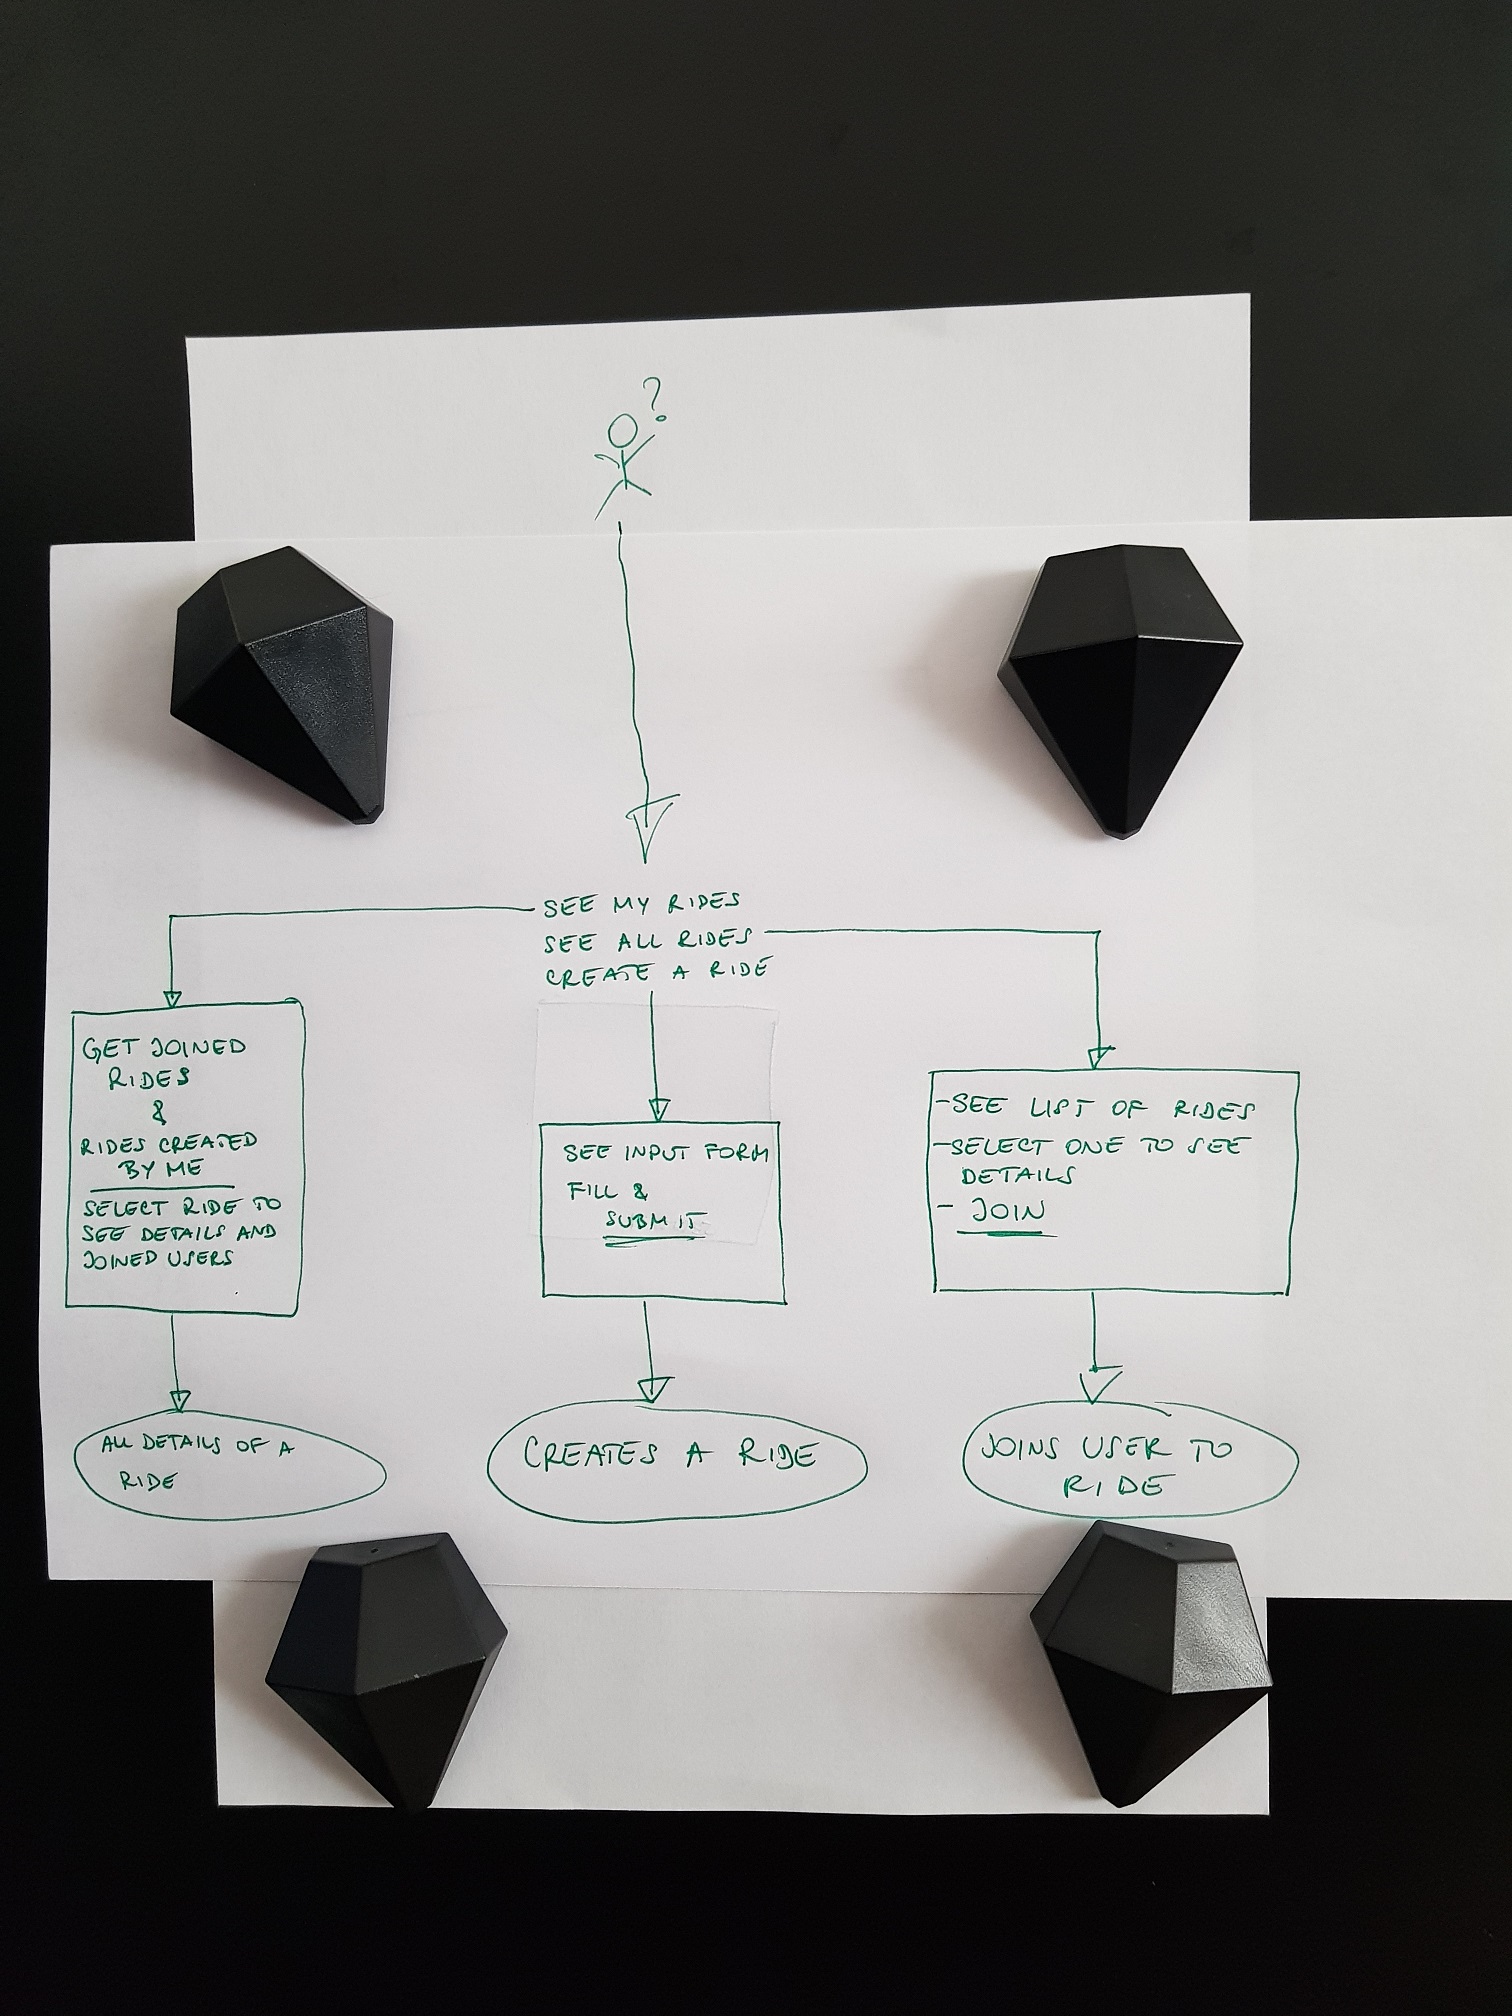 ?
SEE MY RIDES
SEE ALL RIDES
CREATE A RIDE
GET JOINED
RIDES
&
RIDES CREATED
BY ME
SELECT RIDE TO
SEE DETAILS AND
JOINED USERS
SEE INPUT FORM
FILL &
SUBMIT
-SEE LIST OF RIDES
-SELECT ONE TO SEE
DETAILS
- JOIN
ALL DETAILS OF A
RIDE
CREATES A RIDE
JOINS USER TO
RIDE